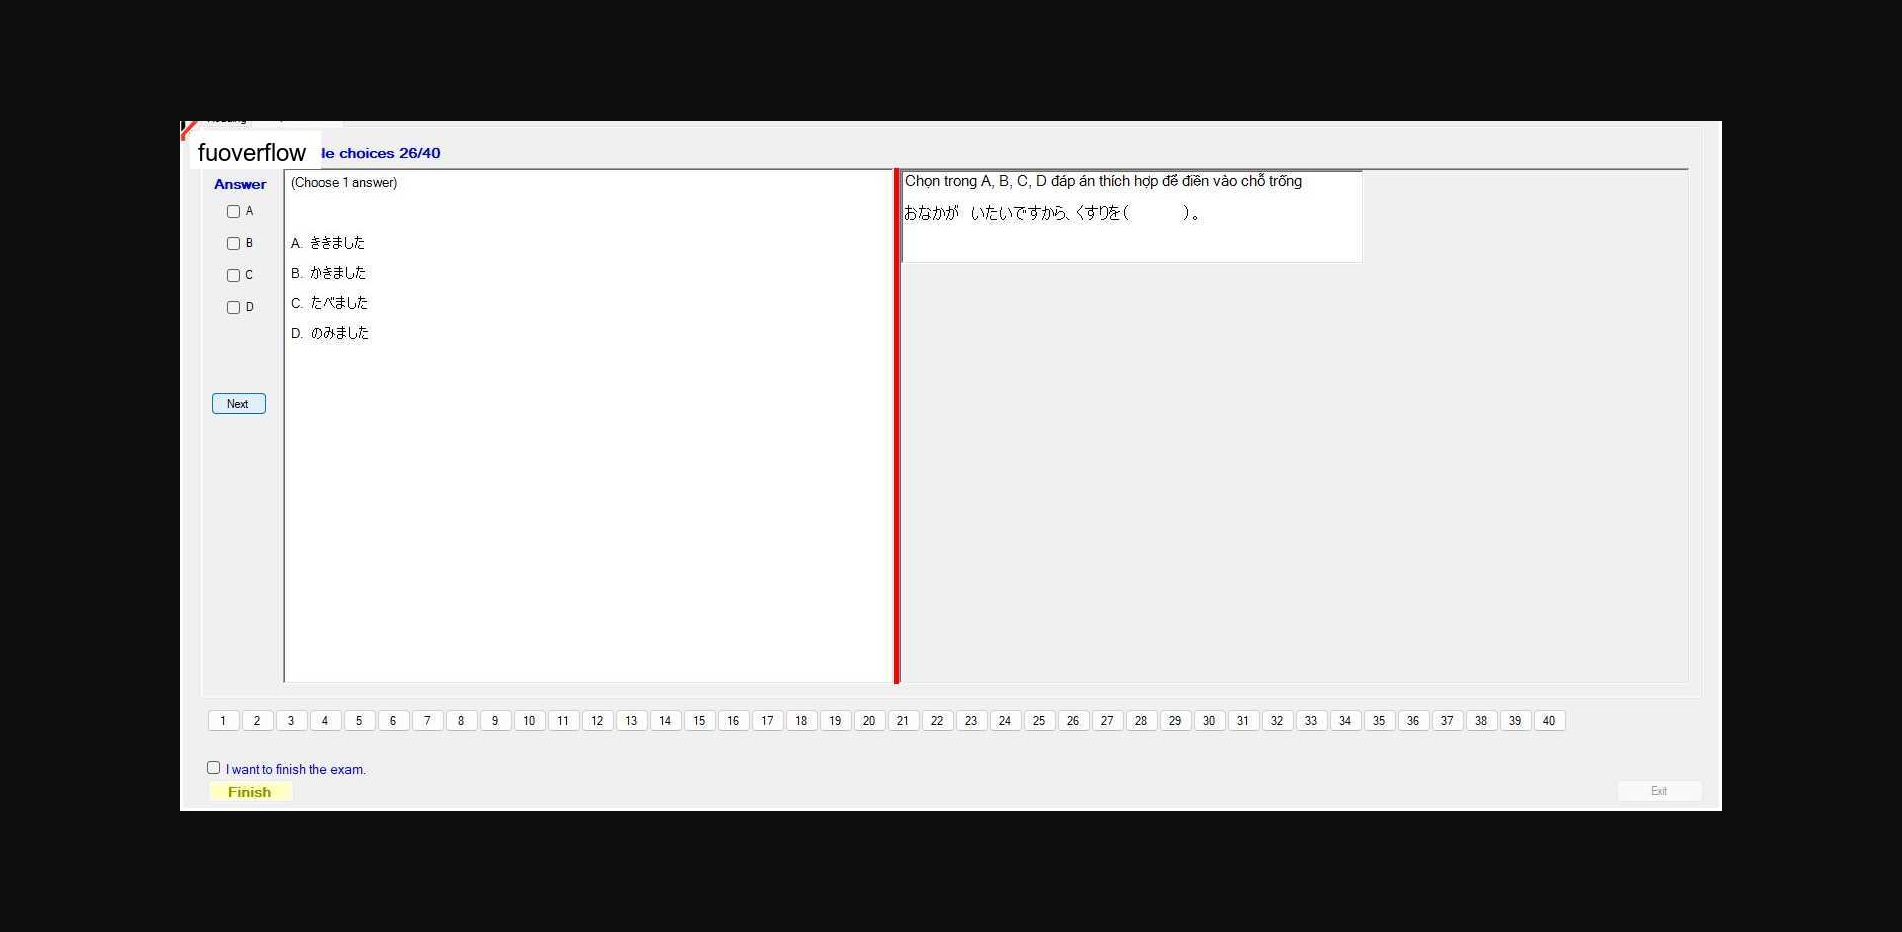 fuoverflow le choices 26/40
Answer
(Choose 1 answer)
A
B
C
D
A. ききました
B. かきました
C. たべました
D. のみました
Next
Chọn trong A, B, C, D đáp án thích hợp để điền vào chỗ trống
おなかが　いたいですから、くすりを(　　　)。
1 2 3 4 5 6 7 8 9 10 11 12 13 14 15 16 17 18 19 20 21 22 23 24 25 26 27 28 29 30 31 32 33 34 35 36 37 38 39 40
I want to finish the exam.
Finish
Exit